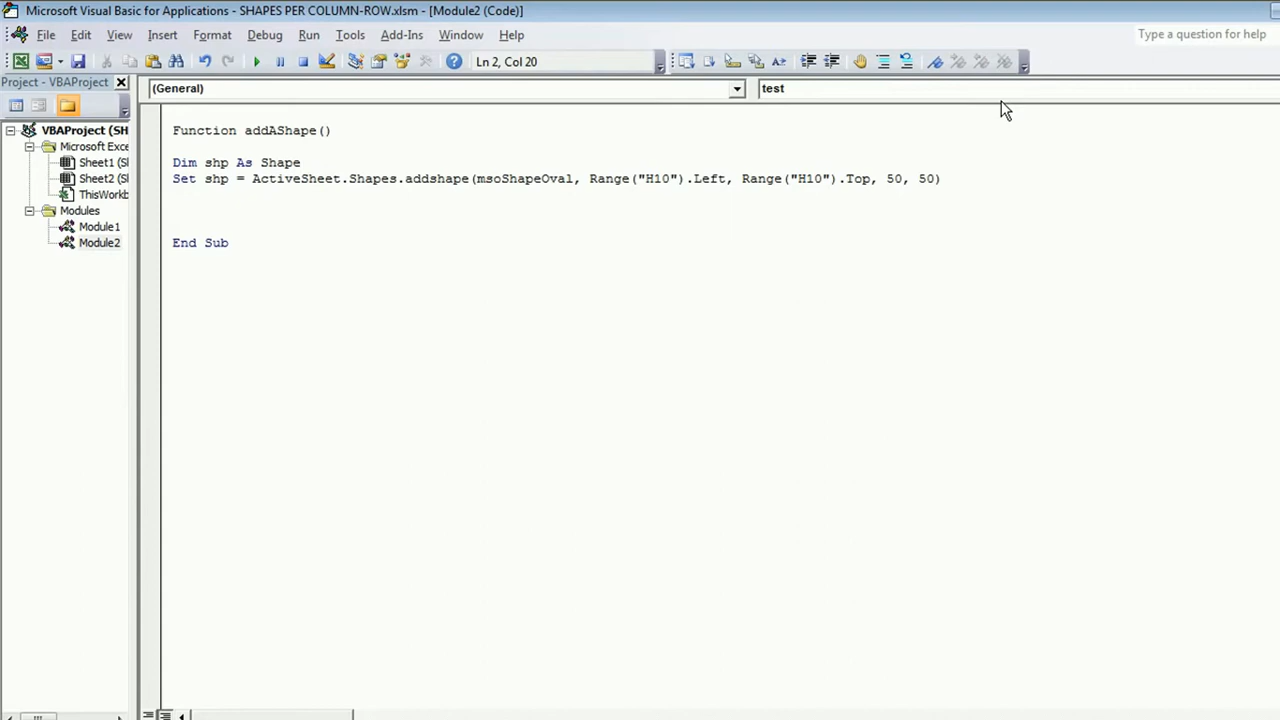 Microsoft Visual Basic for Applications - SHAPES PER COLUMN-ROW.xlsm - [Module2 (Code)]
File Edit View Insert Format Debug Run Tools Add-Ins Window Help
Type a question for help
Ln 2, Col 20
Project - VBAProject
(General)
test
VBAProject (SH
Microsoft Exce
Sheet1 (SI
Sheet2 (SI
ThisWorkb
Modules
Module1
Module2
Function addAShape()
Dim shp As Shape
Set shp = ActiveSheet.Shapes.addshape(msoShapeOval, Range("H10").Left, Range("H10").Top, 50, 50)
End Sub